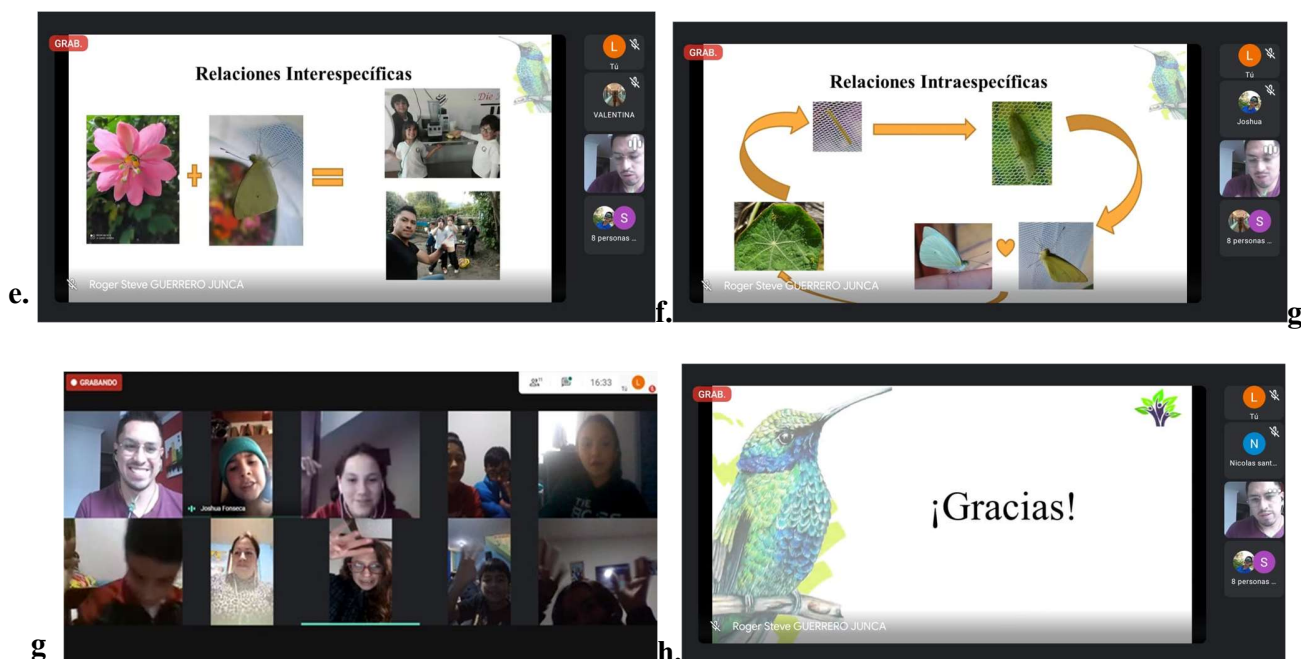 GRAB.
Relaciones Interespecíficas
L
Tú
VALENTINA
S
8 personas ...
Roger Steve GUERRERO JUNCA
e.
GRAB.
Relaciones Intraespecíficas
L
Tú
Joshua
S
8 personas ...
Roger Steve GUERRERO JUNCA
f.
g
GRABANDO
11
16:33
Tú
L
Joshua Fonseca
g
GRAB.
¡Gracias!
L
Tú
N
Nicolas sant...
S
8 personas ...
Roger Steve GUERRERO JUNCA
h.